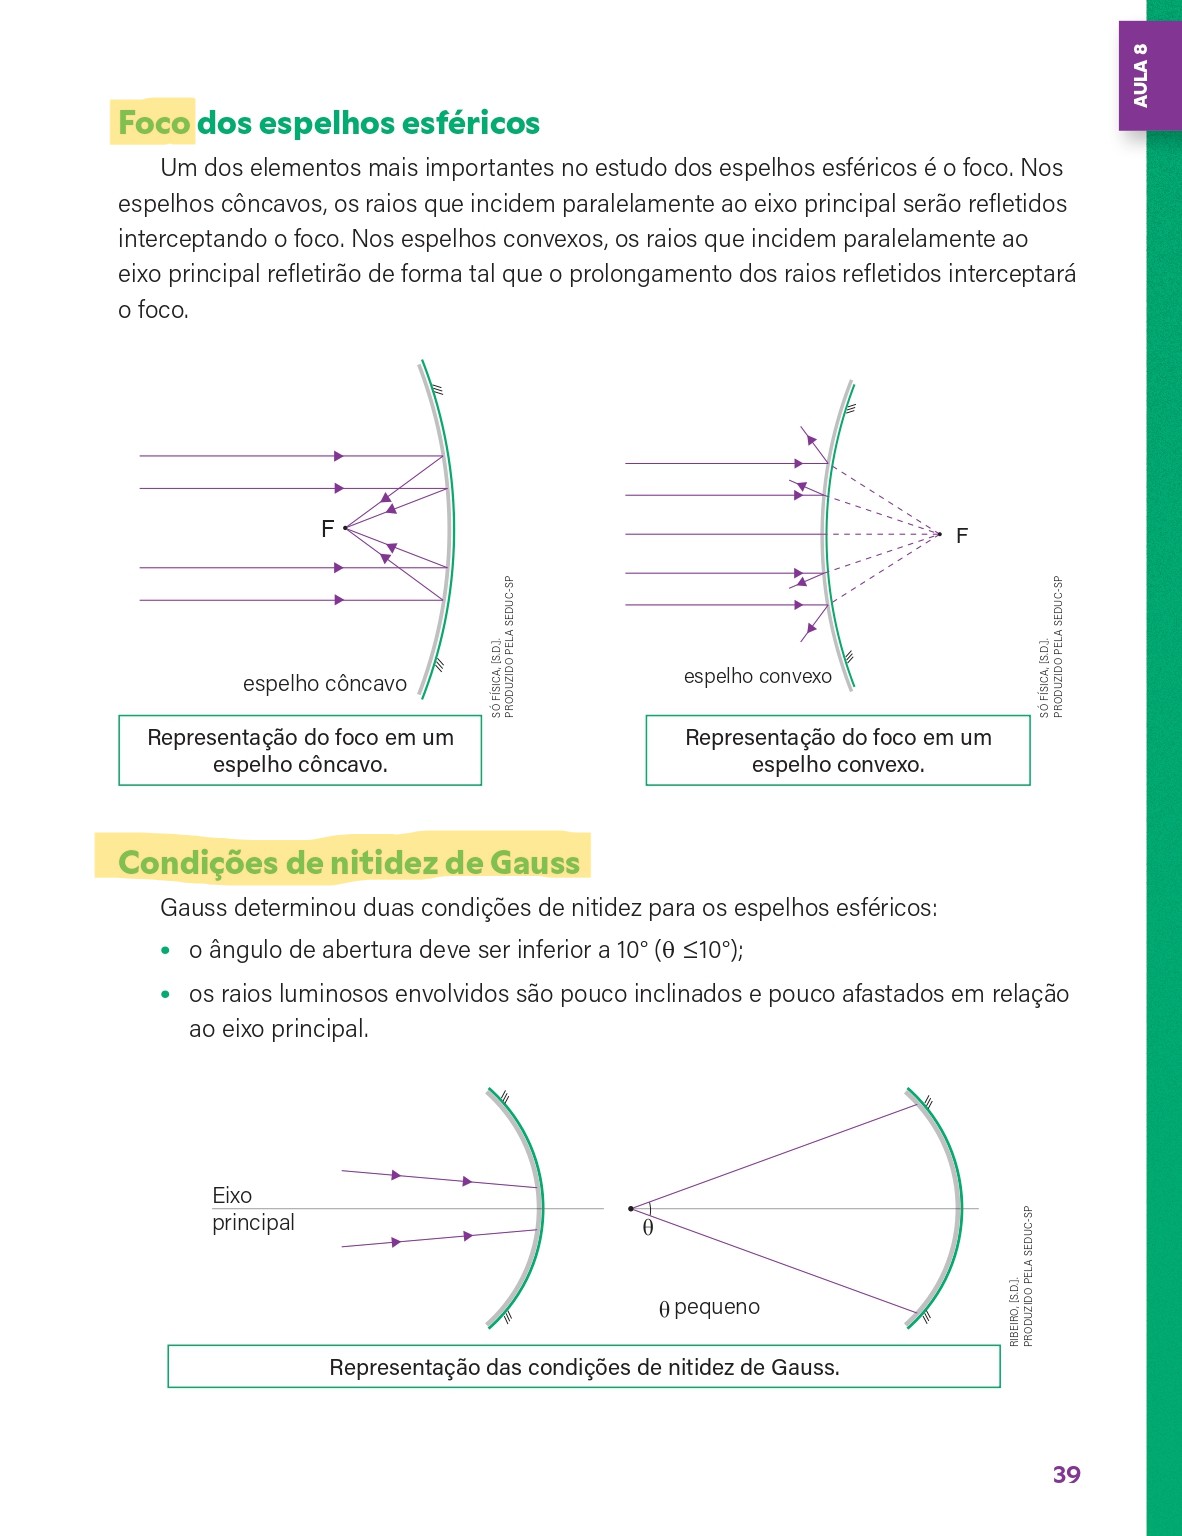 AULA 8
Foco dos espelhos esféricos
Um dos elementos mais importantes no estudo dos espelhos esféricos é o foco. Nos
espelhos côncavos, os raios que incidem paralelamente ao eixo principal serão refletidos
interceptando o foco. Nos espelhos convexos, os raios que incidem paralelamente ao
eixo principal refletirão de forma tal que o prolongamento dos raios refletidos interceptará
o foco.
F
espelho côncavo
SÓ FÍSICA, [S.D.].
PRODUZIDO PELA SEDUC-SP
Representação do foco em um
espelho côncavo.
F
espelho convexo
SÓ FÍSICA, [S.D.].
PRODUZIDO PELA SEDUC-SP
Representação do foco em um
espelho convexo.
Condições de nitidez de Gauss
Gauss determinou duas condições de nitidez para os espelhos esféricos:
• o ângulo de abertura deve ser inferior a 10° (θ ≤10°);
• os raios luminosos envolvidos são pouco inclinados e pouco afastados em relação
ao eixo principal.
Eixo
principal
θ
θ pequeno
RIBEIRO, [S.D.].
PRODUZIDO PELA SEDUC-SP
Representação das condições de nitidez de Gauss.
39